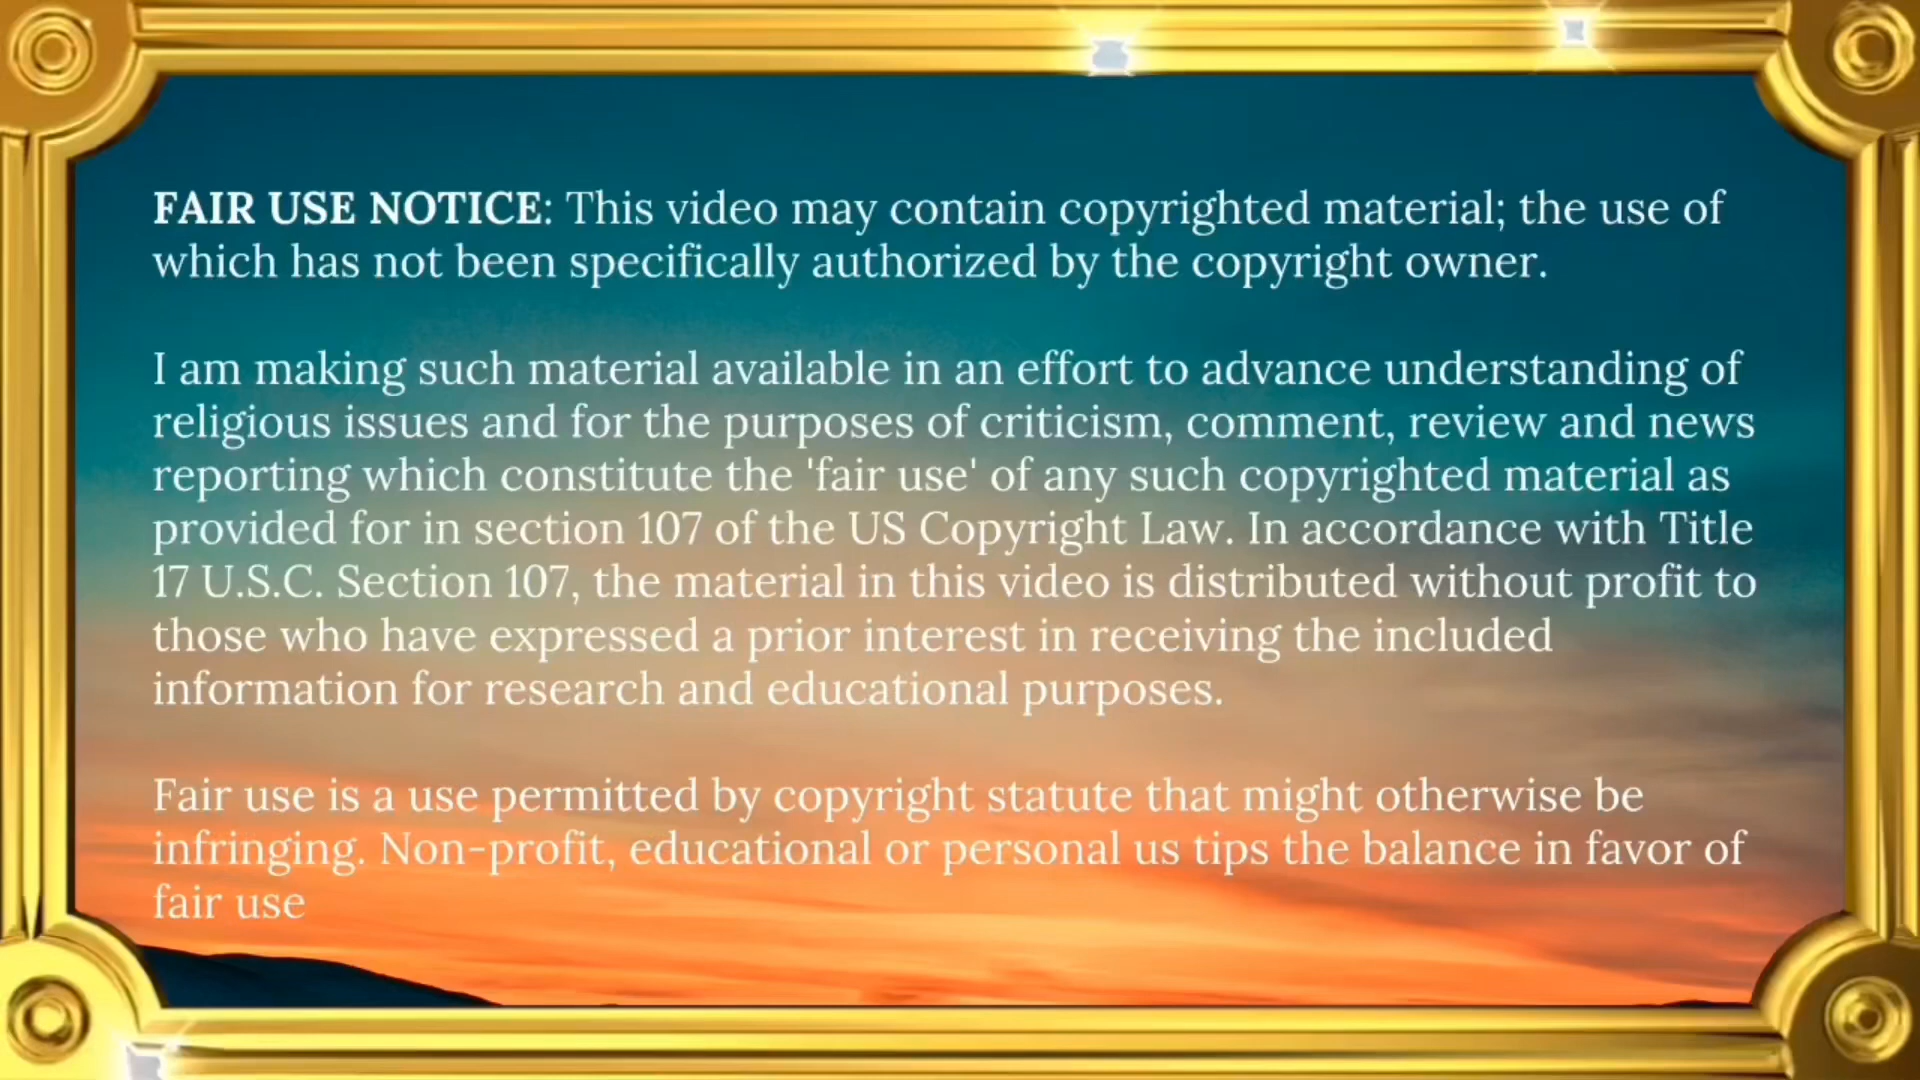 FAIR USE NOTICE: This video may contain copyrighted material; the use of
which has not been specifically authorized by the copyright owner.
I am making such material available in an effort to advance understanding of
religious issues and for the purposes of criticism, comment, review and news
reporting which constitute the 'fair use' of any such copyrighted material as
provided for in section 107 of the US Copyright Law. In accordance with Title
17 U.S.C. Section 107, the material in this video is distributed without profit to
those who have expressed a prior interest in receiving the included
information for research and educational purposes.
Fair use is a use permitted by copyright statute that might otherwise be
infringing. Non-profit, educational or personal us tips the balance in favor of
fair use